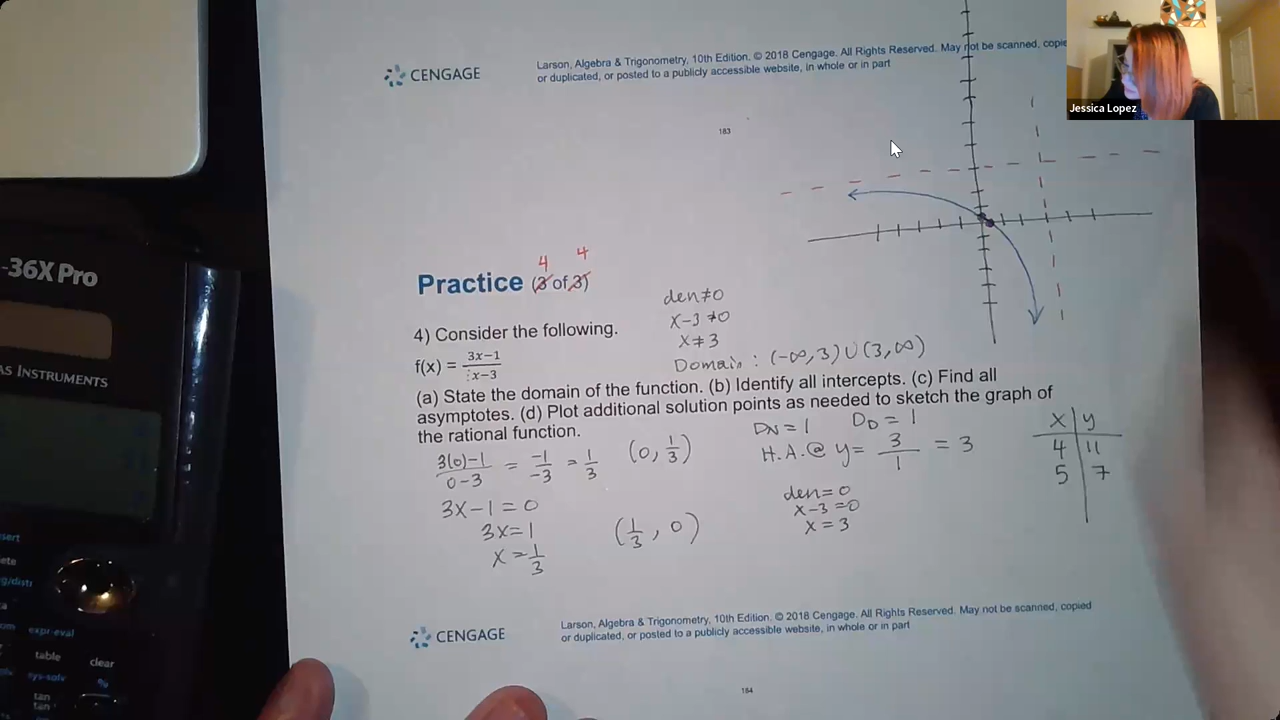 CENGAGE
Larson, Algebra & Trigonometry, 10th Edition. © 2018 Cengage. All Rights Reserved. May not be scanned,
or duplicated, or posted to a publicly accessible website, in whole or in part
Jessica Lopez
183
-36X Pro
AS INSTRUMENTS
4 4
Practice (3 of 3)
den≠0
x-3≠0
x≠3
Domain: (-∞,3)∪(3,∞)
4) Consider the following.
f(x) = 3x-1
x-3
(a) State the domain of the function. (b) Identify all intercepts. (c) Find all
asymptotes. (d) Plot additional solution points as needed to sketch the graph of
the rational function.
3(0)-1 / 0-3 = -1/-3 = 1/3 (0, 1/3)
3x-1=0
3x=1
x=1/3
(1/3, 0)
DN=1 DD=1
H.A.@ y= 3/1 = 3
den=0
x-3=0
x=3
x | y
4 | 11
5 | 7
expr-eval
table clear
sys-solv %
tan
tan
CENGAGE
Larson, Algebra & Trigonometry, 10th Edition. © 2018 Cengage. All Rights Reserved. May not be scanned, copied
or duplicated, or posted to a publicly accessible website, in whole or in part
184